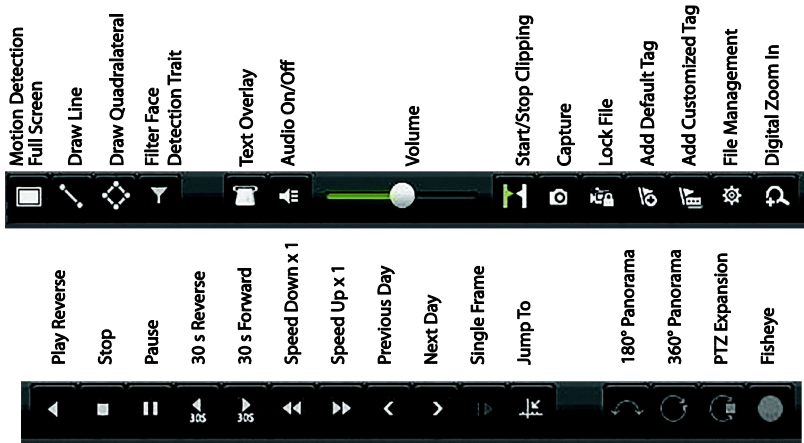 Motion Detection
Full Screen
Draw Line
Draw Quadralateral
Filter Face
Detection Trait
Text Overlay
Audio On/Off
Volume
Start/Stop Clipping
Capture
Lock File
Add Default Tag
Add Customized Tag
File Management
Digital Zoom In
Play Reverse
Stop
Pause
30 s Reverse
30 s Forward
Speed Down x 1
Speed Up x 1
Previous Day
Next Day
Single Frame
Jump To
180° Panorama
360° Panorama
PTZ Expansion
Fisheye
30S
30S